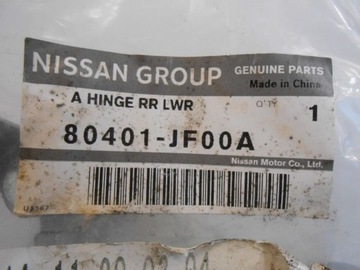 NISSAN GROUP GENUINE PARTS
Made in China
A HINGE RR LWR Q'TY
80401-JF00A 1
Nissan Motor Co., Ltd.